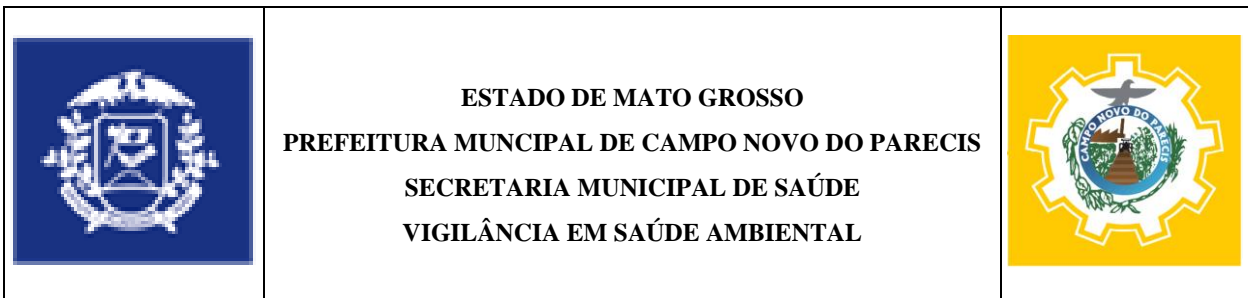 ESTADO DE MATO GROSSO
PREFEITURA MUNCIPAL DE CAMPO NOVO DO PARECIS
SECRETARIA MUNICIPAL DE SAÚDE
VIGILÂNCIA EM SAÚDE AMBIENTAL
CAMPO NOVO DO PARECIS